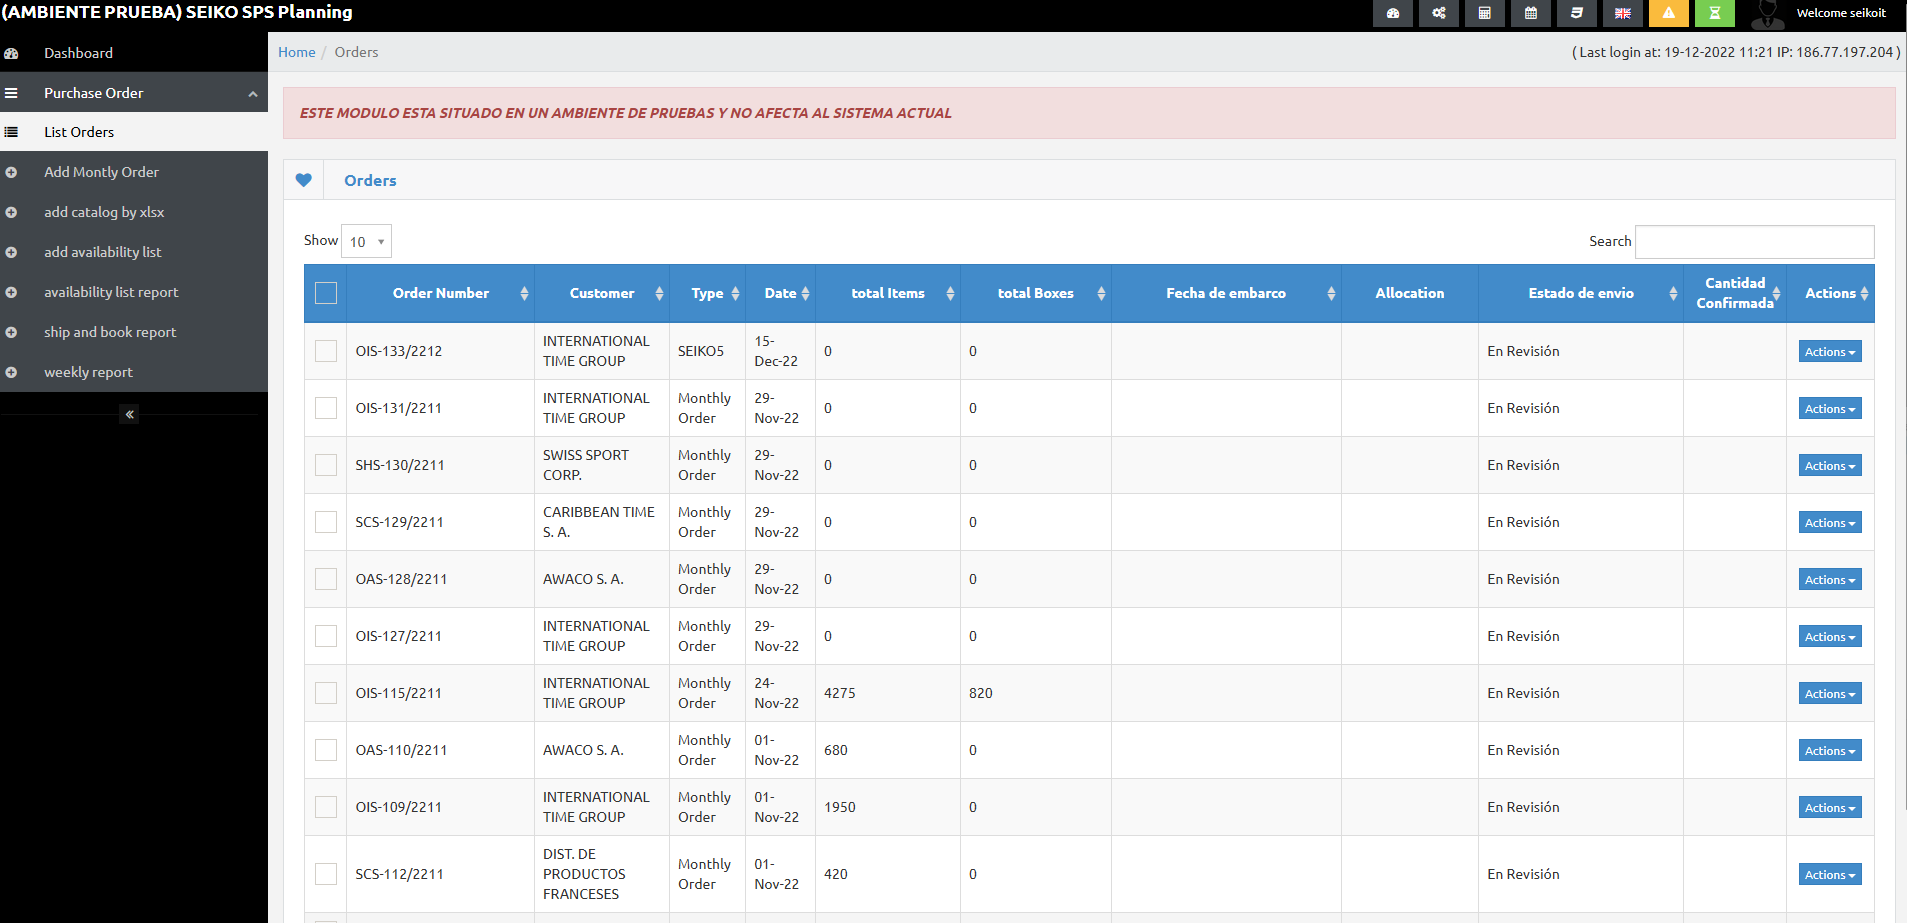 (AMBIENTE PRUEBA) SEIKO SPS Planning
Welcome seikoit
Dashboard
Purchase Order
List Orders
Add Montly Order
add catalog by xlsx
add availability list
availability list report
ship and book report
weekly report
Home / Orders
( Last login at: 19-12-2022 11:21 IP: 186.77.197.204 )
ESTE MODULO ESTA SITUADO EN UN AMBIENTE DE PRUEBAS Y NO AFECTA AL SISTEMA ACTUAL
Orders
Show 10
Search
Order Number Customer Type Date total Items total Boxes Fecha de embarco Allocation Estado de envio Cantidad Confirmada Actions
OIS-133/2212 INTERNATIONAL TIME GROUP SEIKO5 15-Dec-22 0 0 En Revisión Actions
OIS-131/2211 INTERNATIONAL TIME GROUP Monthly Order 29-Nov-22 0 0 En Revisión Actions
SHS-130/2211 SWISS SPORT CORP. Monthly Order 29-Nov-22 0 0 En Revisión Actions
SCS-129/2211 CARIBBEAN TIME S. A. Monthly Order 29-Nov-22 0 0 En Revisión Actions
OAS-128/2211 AWACO S. A. Monthly Order 29-Nov-22 0 0 En Revisión Actions
OIS-127/2211 INTERNATIONAL TIME GROUP Monthly Order 29-Nov-22 0 0 En Revisión Actions
OIS-115/2211 INTERNATIONAL TIME GROUP Monthly Order 24-Nov-22 4275 820 En Revisión Actions
OAS-110/2211 AWACO S. A. Monthly Order 01-Nov-22 680 0 En Revisión Actions
OIS-109/2211 INTERNATIONAL TIME GROUP Monthly Order 01-Nov-22 1950 0 En Revisión Actions
SCS-112/2211 DIST. DE PRODUCTOS FRANCESES Monthly Order 01-Nov-22 420 0 En Revisión Actions